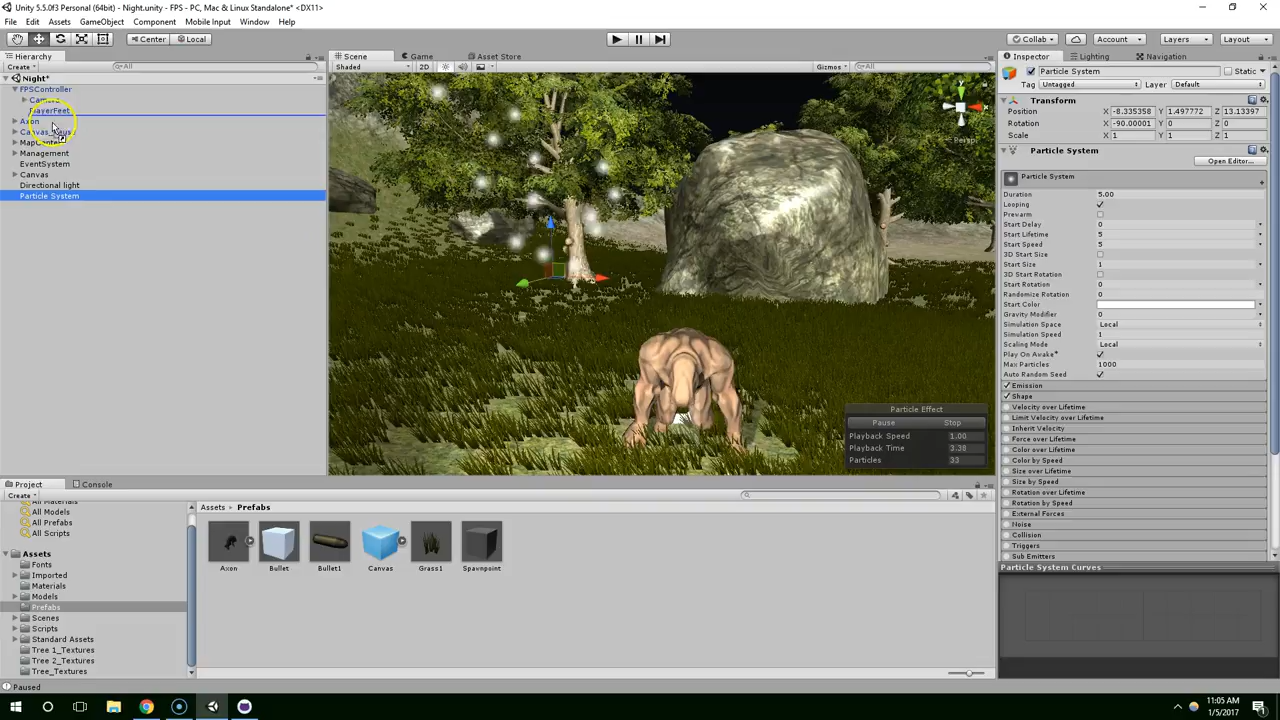 Unity 5.5.0f3 Personal (64bit) - Night.unity - FPS - PC, Mac & Linux Standalone* <DX11>
File Edit Assets GameObject Component Mobile Input Window Help
Center Local
Collab Account Layers Layout
Hierarchy
Create All
Night*
FPSController
PlayerFeet
Axon
MapCenter
Management
EventSystem
Canvas
Directional light
Particle System
Scene Game Asset Store
Shaded 2D Gizmos All
y
Persp
Particle Effect
Pause Stop
Playback Speed 1.00
Playback Time 3.38
Particles 33
Inspector Lighting Navigation
Particle System Static
Tag Untagged Layer Default
Transform
Position X -8.335358 Y 1.497772 Z 13.13397
Rotation X -90.00001 Y 0 Z 0
Scale X 1 Y 1 Z 1
Particle System
Open Editor...
Particle System
Duration 5.00
Looping
Prewarm
Start Delay 0
Start Lifetime 5
Start Speed 5
3D Start Size
Start Size 1
3D Start Rotation
Start Rotation 0
Randomize Rotation 0
Start Color
Gravity Modifier 0
Simulation Space Local
Simulation Speed 1
Scaling Mode Local
Play On Awake*
Max Particles 1000
Auto Random Seed
Emission
Shape
Velocity over Lifetime
Limit Velocity over Lifetime
Inherit Velocity
Force over Lifetime
Color over Lifetime
Color by Speed
Size over Lifetime
Size by Speed
Rotation over Lifetime
Rotation by Speed
External Forces
Noise
Collision
Triggers
Sub Emitters
Particle System Curves
Project Console
Create
All Materials
All Models
All Prefabs
All Scripts
Assets
Fonts
Imported
Materials
Models
Prefabs
Scenes
Scripts
Standard Assets
Tree 1_Textures
Tree 2_Textures
Tree_Textures
Assets Prefabs
Axon Bullet Bullet1 Canvas Grass1 Spawnpoint
Paused
11:05 AM
1/5/2017